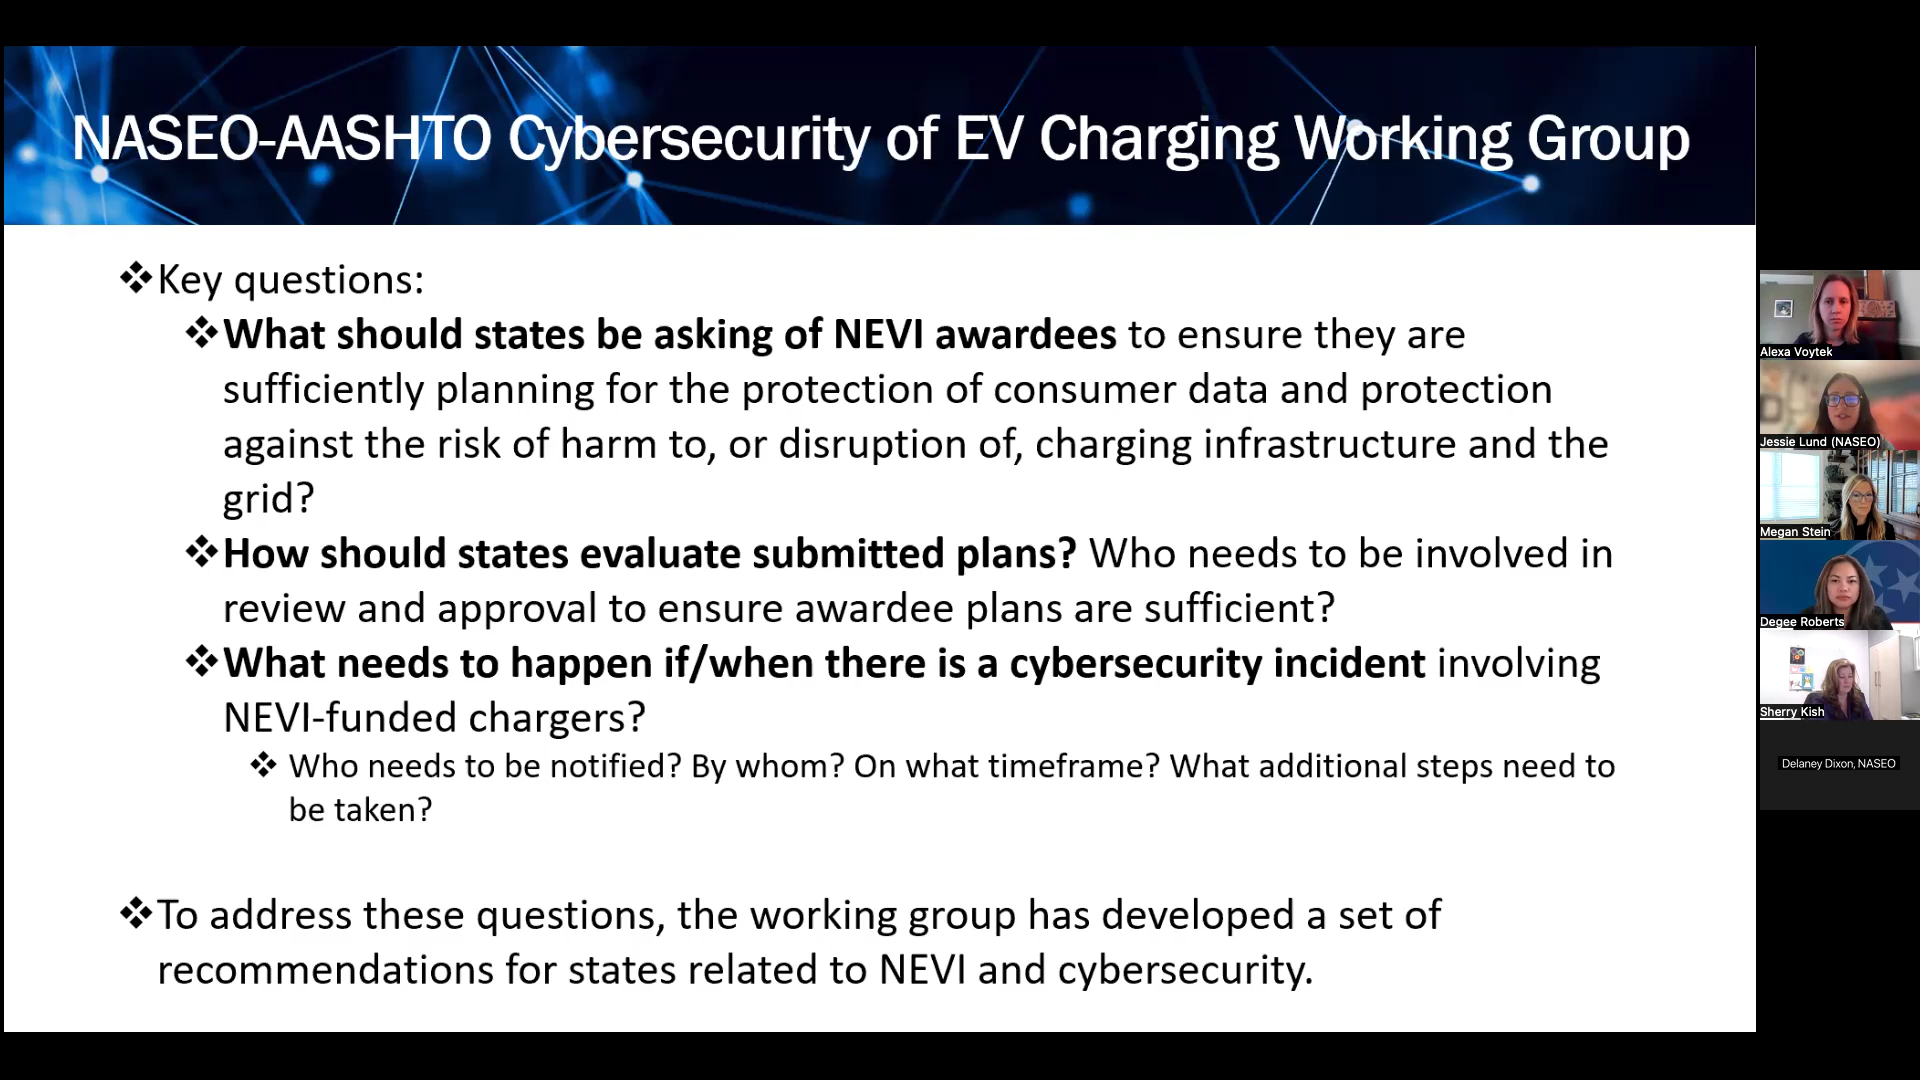 NASEO-AASHTO Cybersecurity of EV Charging Working Group
❖Key questions:
❖What should states be asking of NEVI awardees to ensure they are
sufficiently planning for the protection of consumer data and protection
against the risk of harm to, or disruption of, charging infrastructure and the
grid?
❖How should states evaluate submitted plans? Who needs to be involved in
review and approval to ensure awardee plans are sufficient?
❖What needs to happen if/when there is a cybersecurity incident involving
NEVI-funded chargers?
❖ Who needs to be notified? By whom? On what timeframe? What additional steps need to
be taken?
❖To address these questions, the working group has developed a set of
recommendations for states related to NEVI and cybersecurity.
Alexa Voytek
Jessie Lund (NASEO)
Megan Stein
Degee Roberts
Sherry Kish
Delaney Dixon, NASEO